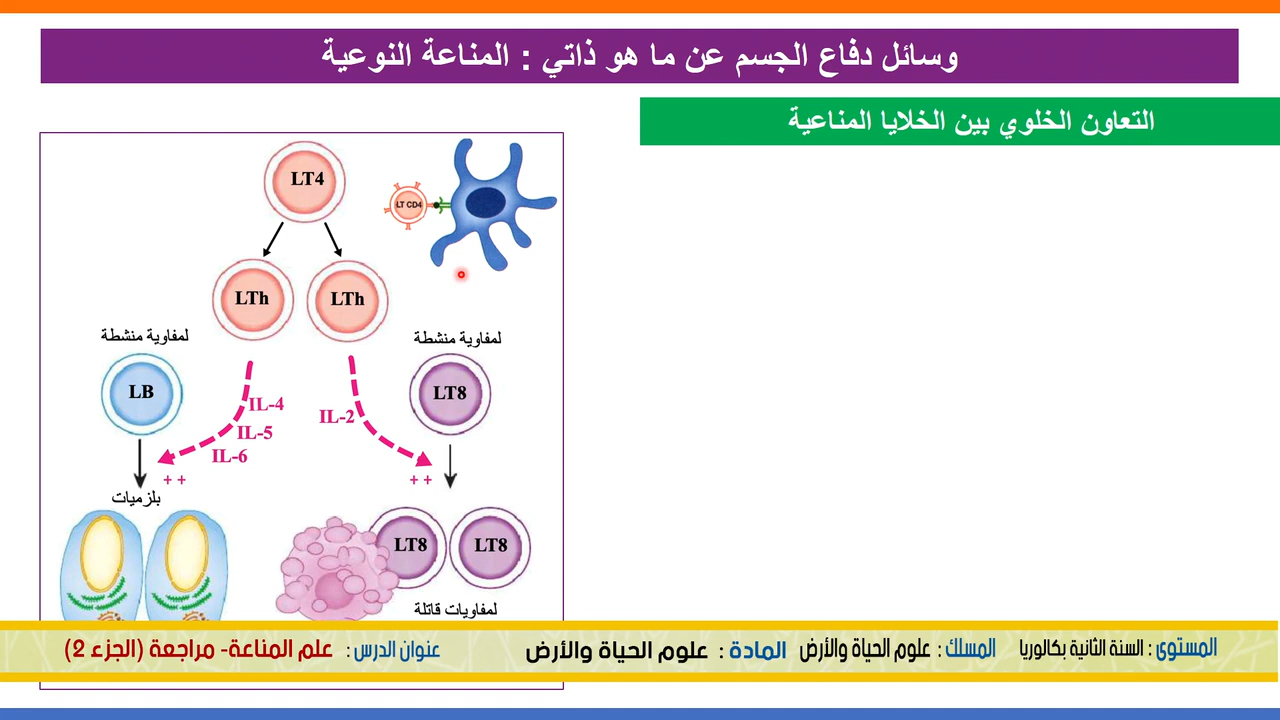 وسائل دفاع الجسم عن ما هو ذاتي : المناعة النوعية
التعاون الخلوي بين الخلايا المناعية
LT4
LT CD4
LTh
LTh
لمفاوية منشطة
لمفاوية منشطة
LB
LT8
IL-4
IL-2
IL-5
IL-6
+ +
+ +
بلزميات
LT8
LT8
لمفاويات قاتلة
المستوى : السنة الثانية بكالوريا المسلك : علوم الحياة والأرض المادة : علوم الحياة والأرض عنوان الدرس : علم المناعة- مراجعة (الجزء 2)